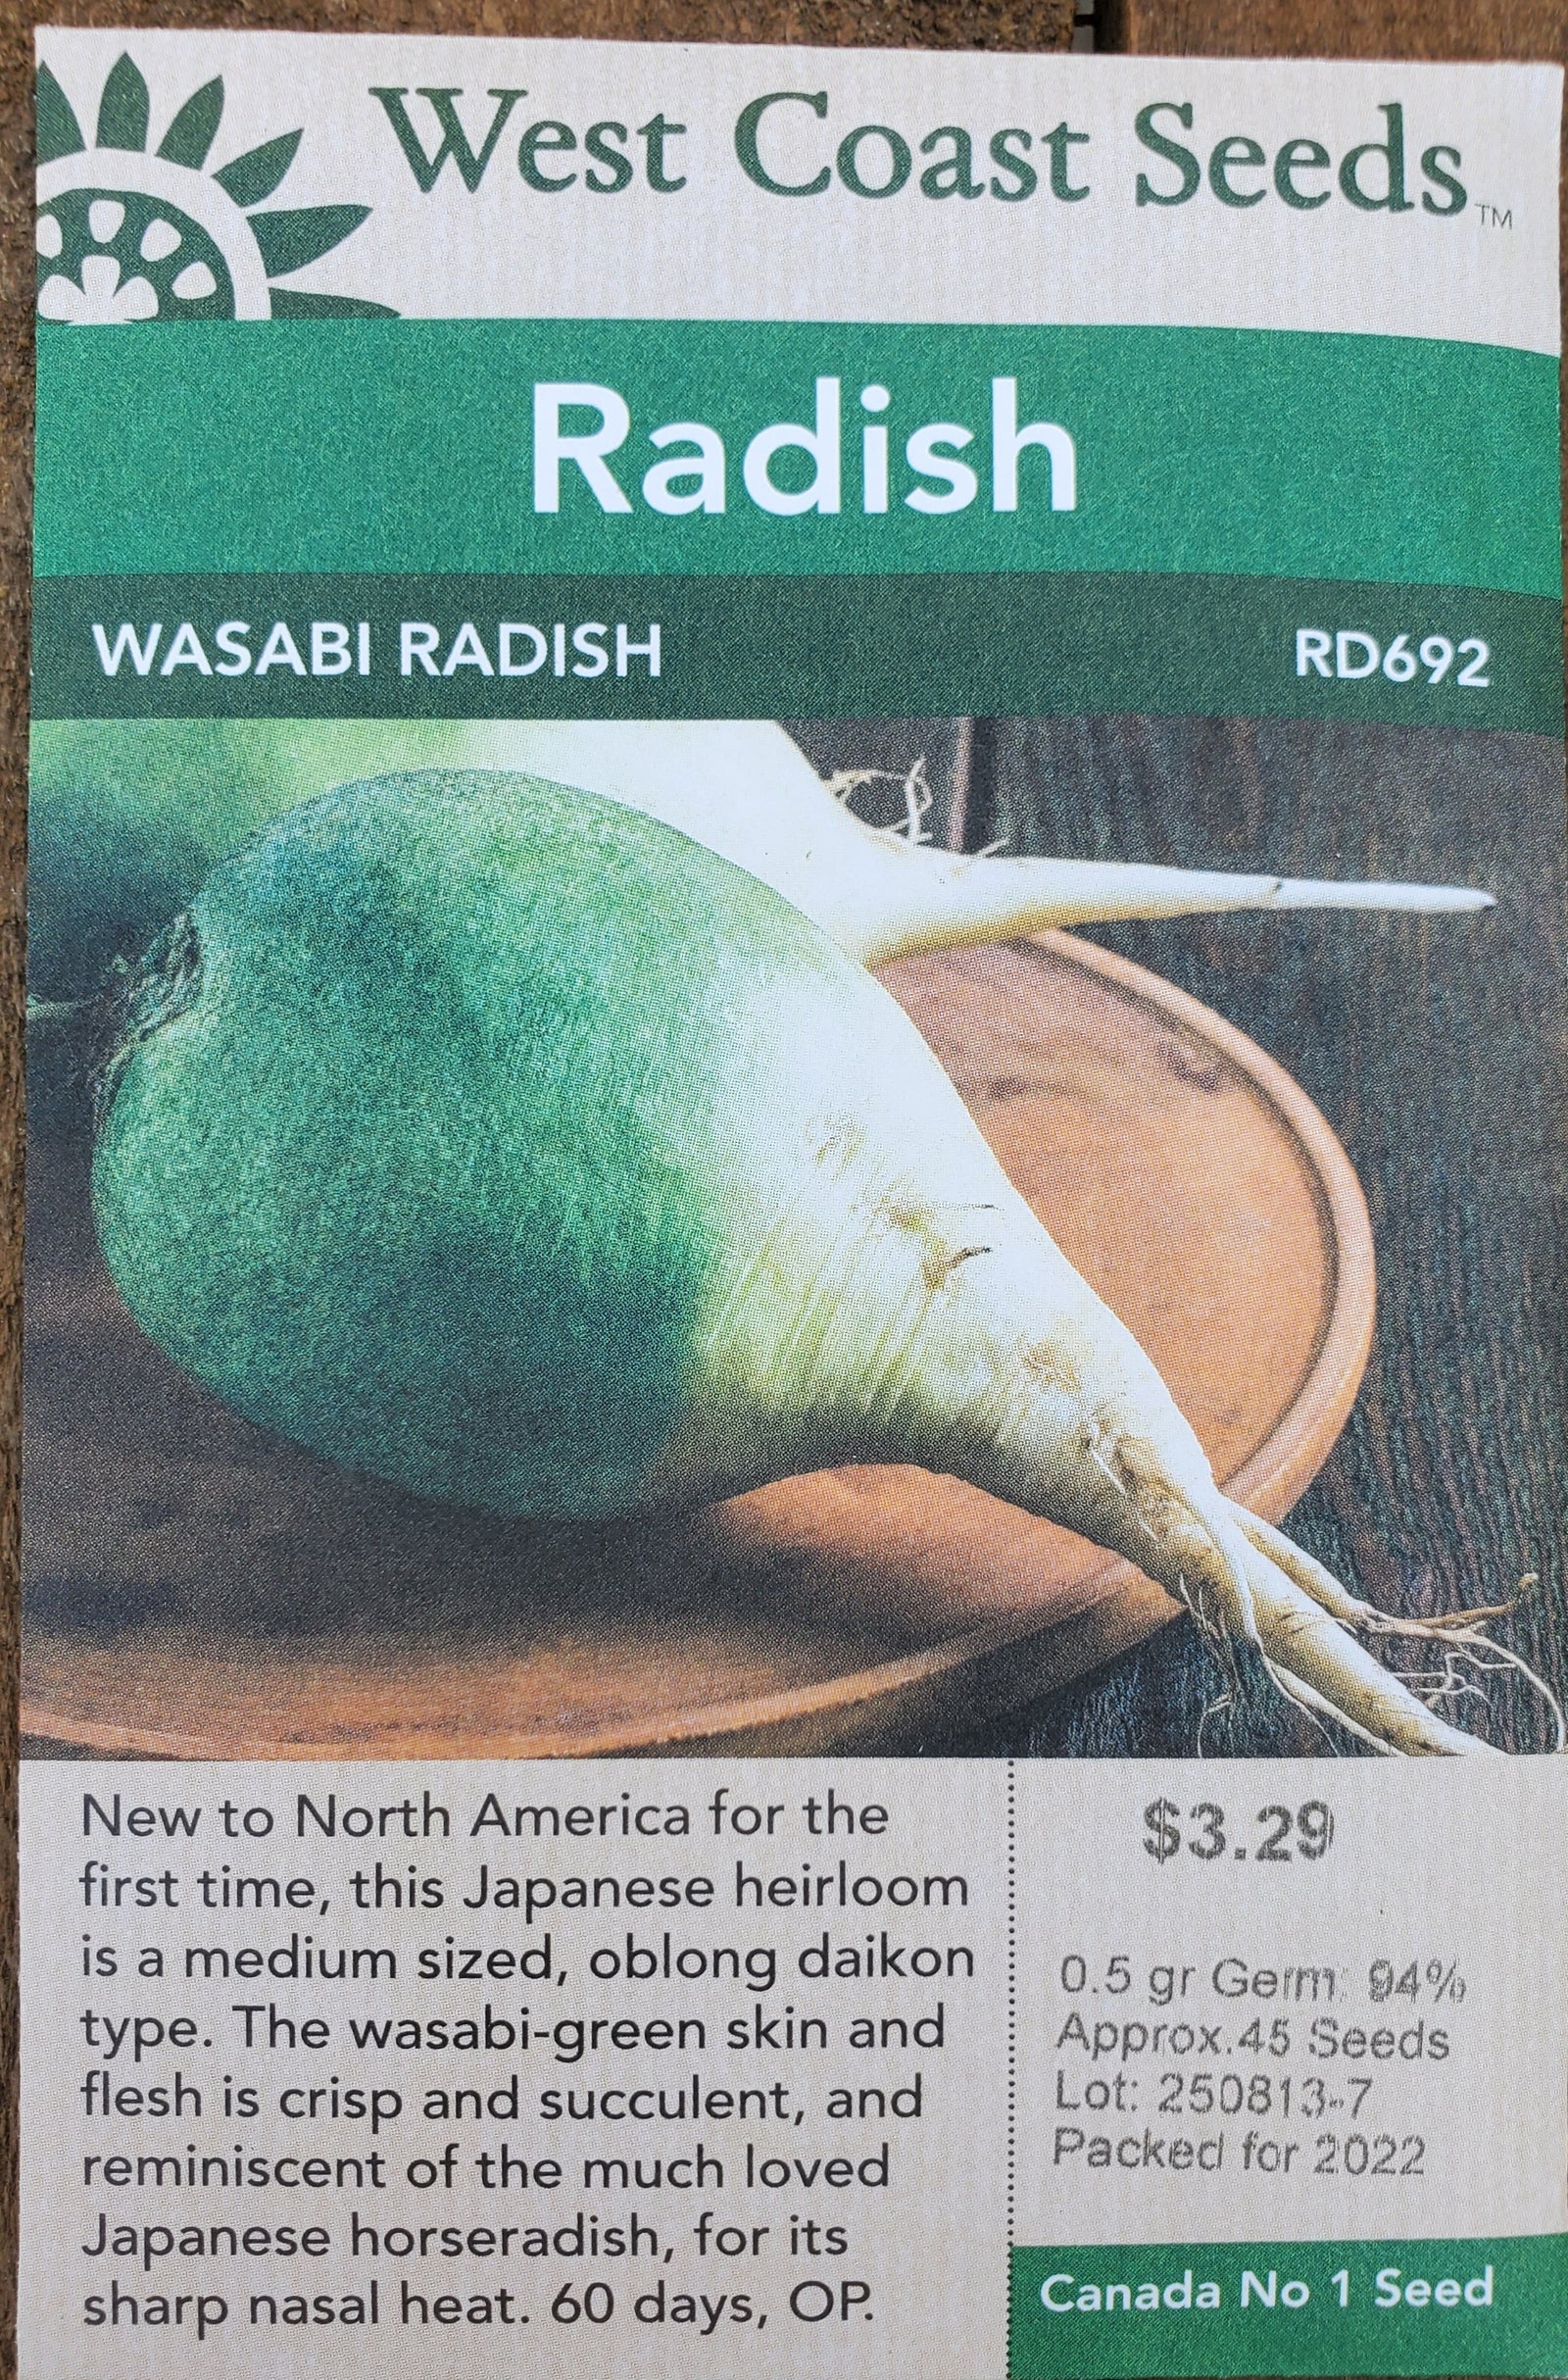 West Coast Seeds™
Radish
WASABI RADISH
RD692
New to North America for the
first time, this Japanese heirloom
is a medium sized, oblong daikon
type. The wasabi-green skin and
flesh is crisp and succulent, and
reminiscent of the much loved
Japanese horseradish, for its
sharp nasal heat. 60 days, OP.
$3.29
0.5 gr Germ: 94%
Approx.45 Seeds
Lot: 250813-7
Packed for 2022
Canada No 1 Seed